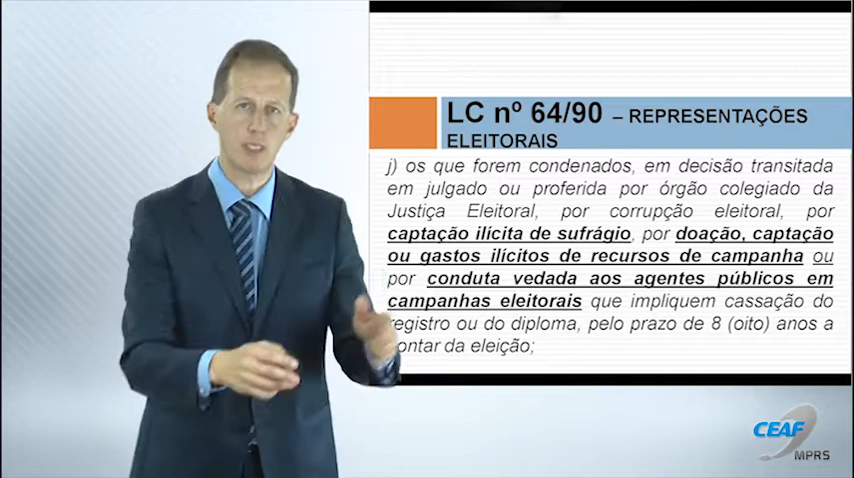 LC nº 64/90 – REPRESENTAÇÕES
ELEITORAIS
j) os que forem condenados, em decisão transitada
em julgado ou proferida por órgão colegiado da
Justiça Eleitoral, por corrupção eleitoral, por
captação ilícita de sufrágio, por doação, captação
ou gastos ilícitos de recursos de campanha ou
por conduta vedada aos agentes públicos em
campanhas eleitorais que impliquem cassação do
registro ou do diploma, pelo prazo de 8 (oito) anos a
contar da eleição;
CEAF
MPRS